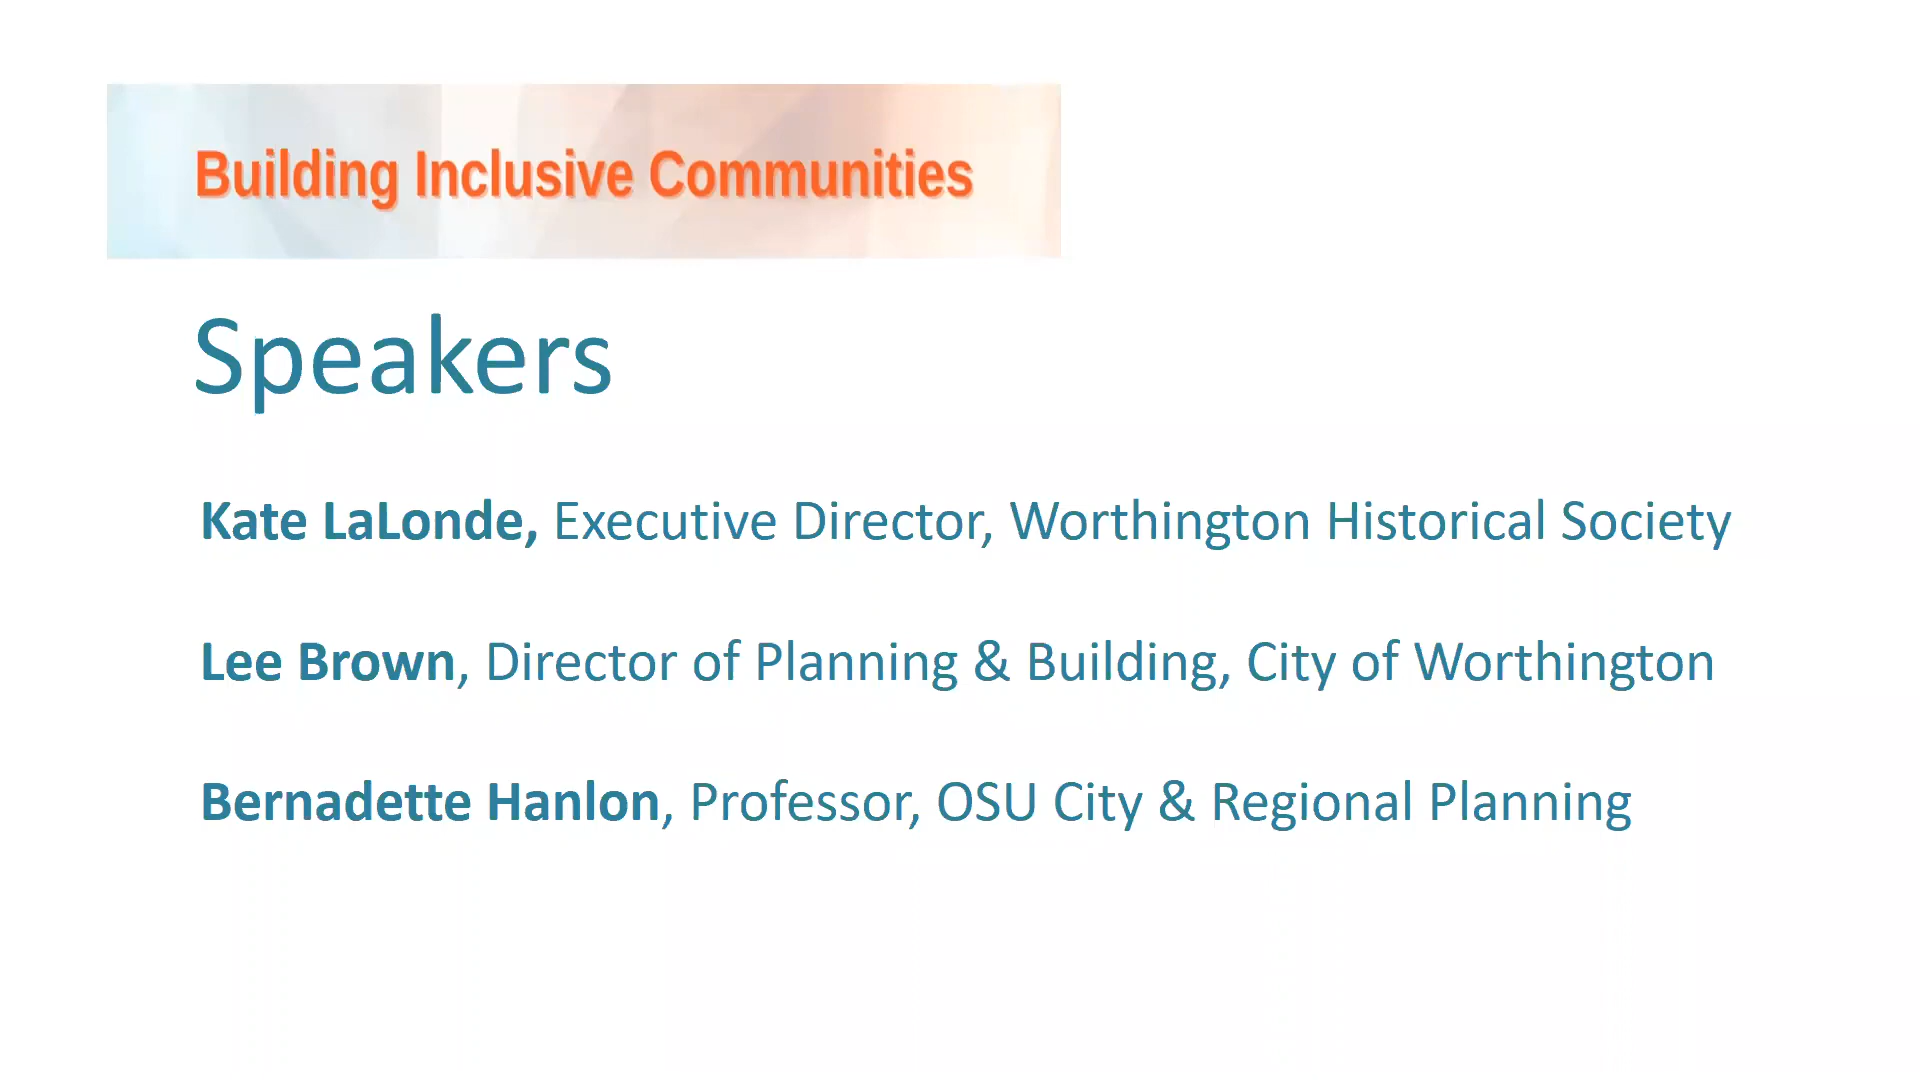 Building Inclusive Communities
Speakers
Kate LaLonde, Executive Director, Worthington Historical Society
Lee Brown, Director of Planning & Building, City of Worthington
Bernadette Hanlon, Professor, OSU City & Regional Planning